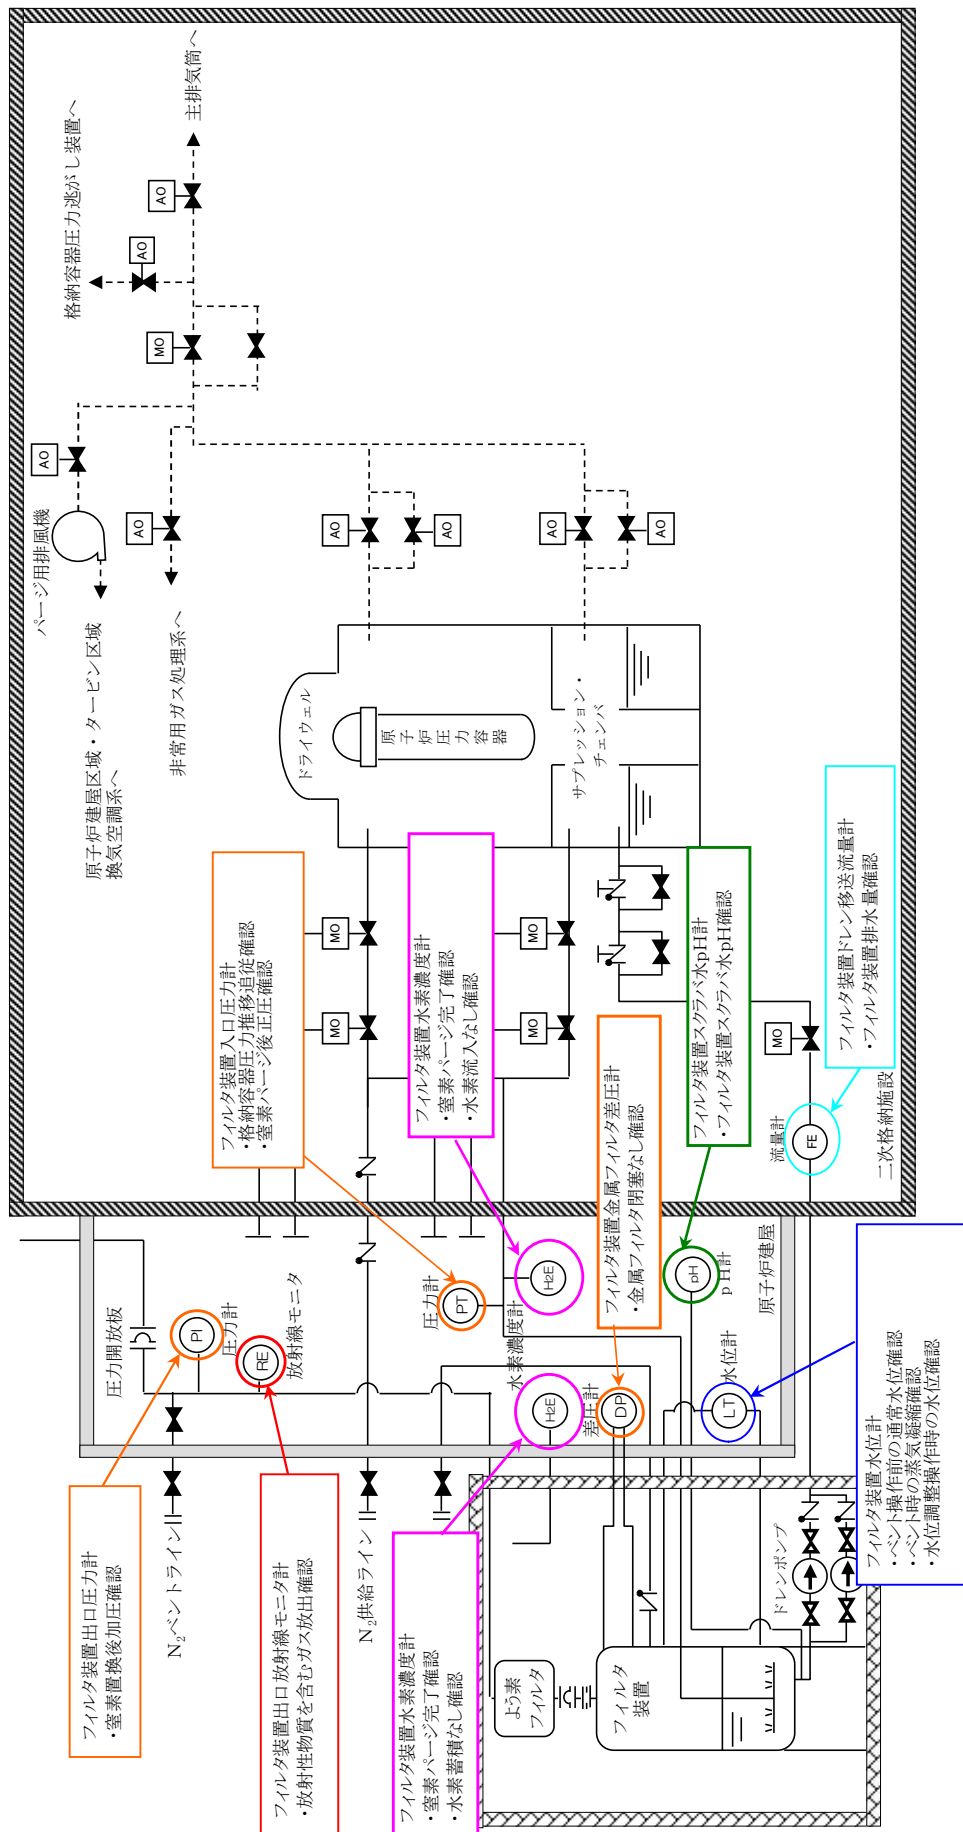 主排気筒へ
格納容器圧力逃がし装置へ
AO
AO
MO
AO
パージ用排風機
AO
原子炉建屋区域・タービン区域
換気空調系へ
非常用ガス処理系へ
AO
AO
AO
AO
ドライウェル
原子炉圧力容器
サプレッション・
チェンバ
MO
MO
MO
MO
MO
フィルタ装置入口圧力計
・格納容器圧力推移追従確認
・窒素パージ後正圧確認
フィルタ装置水素濃度計
・窒素パージ完了確認
・水素流入なし確認
フィルタ装置金属フィルタ差圧計
・金属フィルタ閉塞なし確認
フィルタ装置スクラバ水pH計
・フィルタ装置スクラバ水pH確認
フィルタ装置ドレン移送流量計
・フィルタ装置排水量確認
流量計
FE
二次格納施設
原子炉建屋
圧力開放板
PI
圧力計
RE
放射線モニタ
圧力計
PT
水素濃度計
H2E
H2E
差圧計
DP
pH
pH計
水位計
LT
フィルタ装置出口圧力計
・窒素置換後加圧確認
N₂ベントライン
フィルタ装置出口放射線モニタ計
・放射性物質を含むガス放出確認
N₂供給ライン
フィルタ装置水素濃度計
・窒素パージ完了確認
・水素蓄積なし確認
フィルタ装置水位計
・ベント操作前の通常水位確認
・ベント時の蒸気凝縮確認
・水位調整操作時の水位確認
ドレンポンプ
よう素
フィルタ
フィルタ
装置